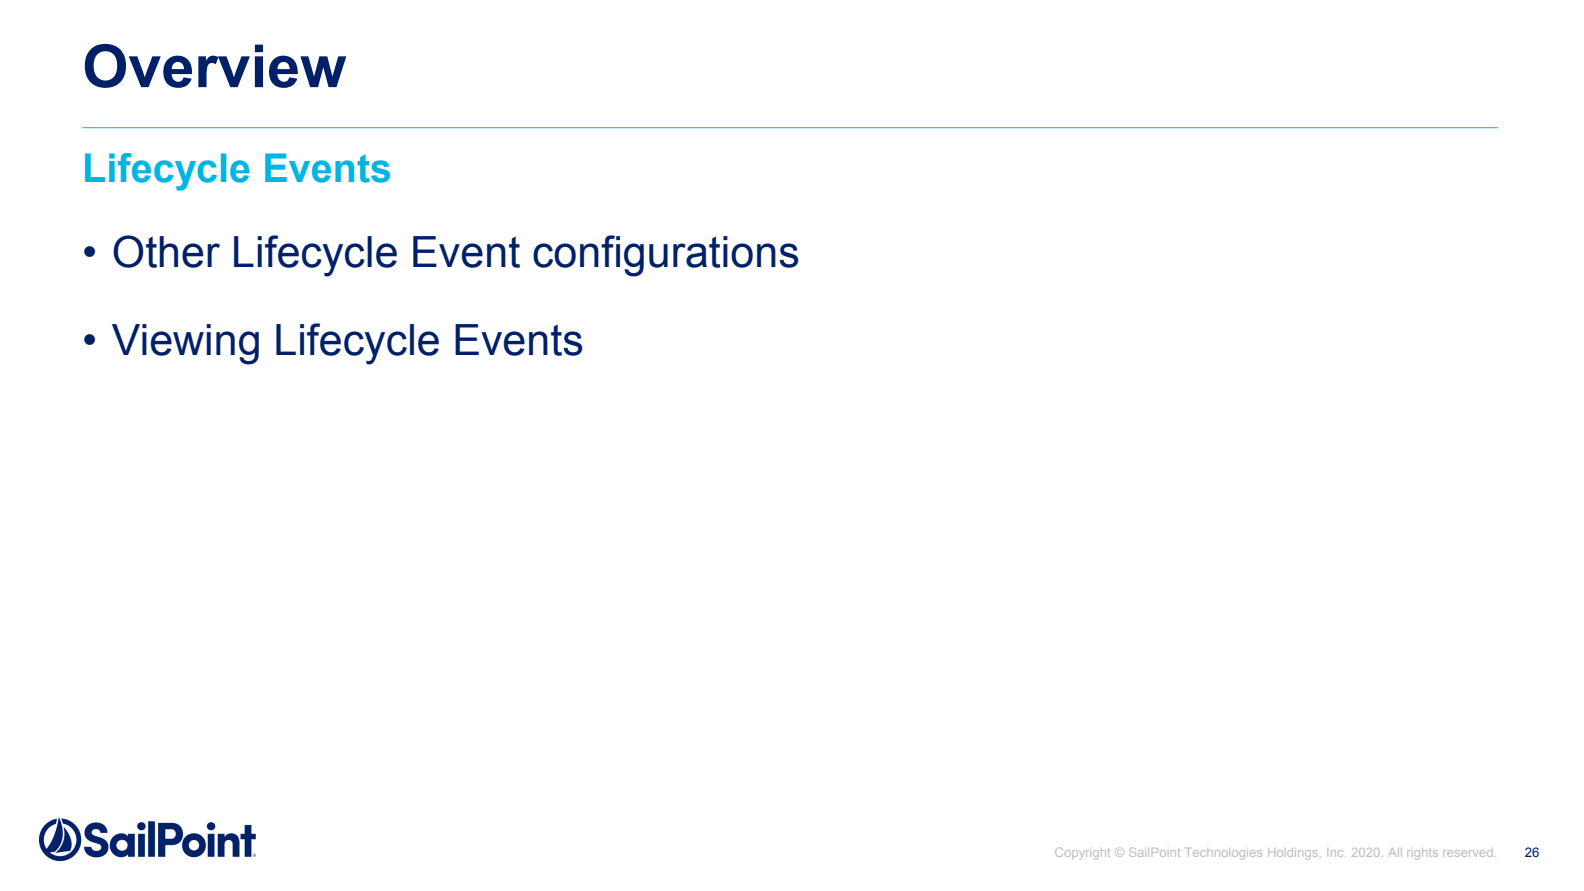 Overview
Lifecycle Events
• Other Lifecycle Event configurations
• Viewing Lifecycle Events
SailPoint
Copyright © SailPoint Technologies Holdings, Inc. 2020. All rights reserved. 26